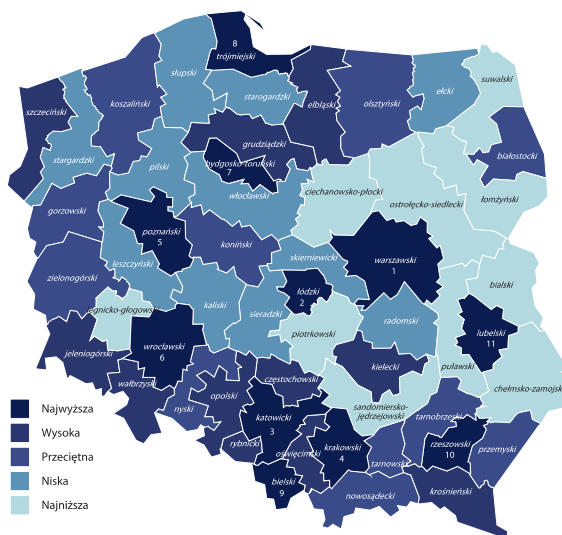 8
trójmiejski
słupski
koszaliński
szczeciński
starogardzki
elbląski
olsztyński
ełcki
suwalski
stargardzki
pilski
grudziądzki
bydgosko-toruński
7
białostocki
włocławski
ciechanowsko-płocki
ostrołęcko-siedlecki
łomżyński
gorzowski
poznański
5
koniński
skierniewicki
warszawski
1
zielonogórski
leszczyński
kaliski
sieradzki
łódzki
2
bialski
legnicko-głogowski
piotrkowski
radomski
lubelski
11
jeleniogórski
wrocławski
6
kielecki
puławski
wałbrzyski
nyski
opolski
częstochowski
sandomiersko-
jędrzejowski
chełmsko-zamojski
katowicki
3
tarnobrzeski
rybnicki
oświęcimski
krakowski
4
tarnowski
rzeszowski
10
przemyski
bielski
9
nowosądecki
krośnieński
Najwyższa
Wysoka
Przeciętna
Niska
Najniższa